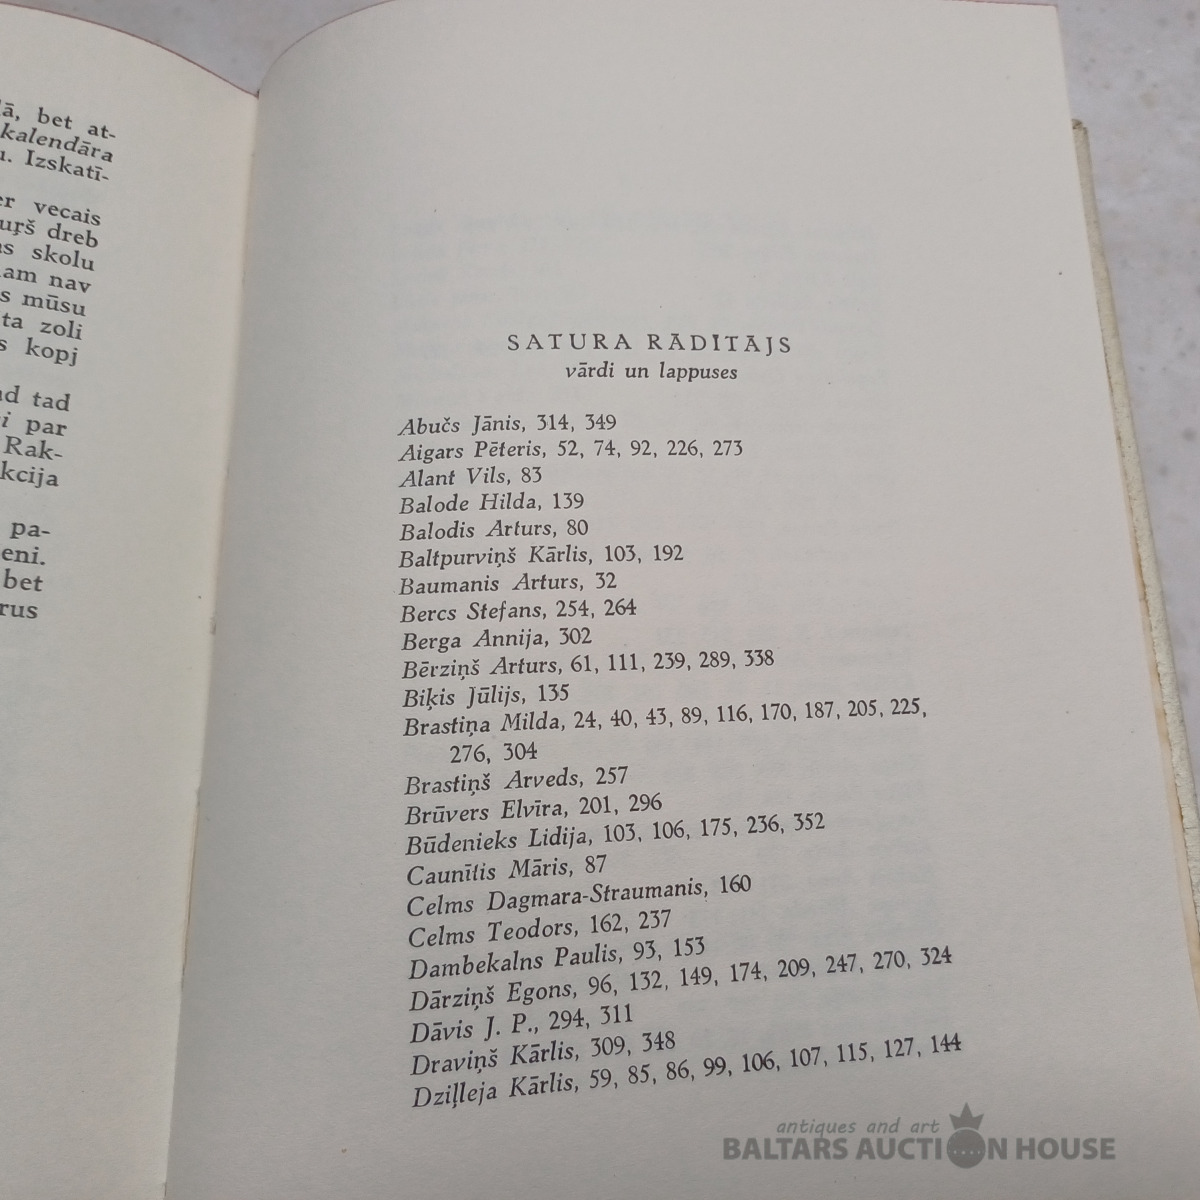 bet at-
kalendāra
Izskatī-
vecais
dreb
skolu
nav
mūsu
zoli
kopj
tad
par
Rak-
pa-
bet
SATURA RĀDĪTĀJS
vārdi un lappuses
Abučs Jānis, 314, 349
Aigars Pēteris, 52, 74, 92, 226, 273
Alant Vils, 83
Balode Hilda, 139
Balodis Arturs, 80
Baltpurviņš Kārlis, 103, 192
Baumanis Arturs, 32
Bercs Stefans, 254, 264
Berga Annija, 302
Bērziņš Arturs, 61, 111, 239, 289, 338
Biķis Jūlijs, 135
Brastiņa Milda, 24, 40, 43, 89, 116, 170, 187, 205, 225,
276, 304
Brastiņš Arveds, 257
Brūvers Elvīra, 201, 296
Būdenieks Lidija, 103, 106, 175, 236, 352
Caunītis Māris, 87
Celms Dagmara-Straumanis, 160
Celms Teodors, 162, 237
Dambekalns Paulis, 93, 153
Dārziņš Egons, 96, 132, 149, 174, 209, 247, 270, 324
Dāvis J. P., 294, 311
Draviņš Kārlis, 309, 348
Dziļleja Kārlis, 59, 85, 86, 99, 106, 107, 115, 127, 144
antiques and art
BALTARS AUCTION HOUSE